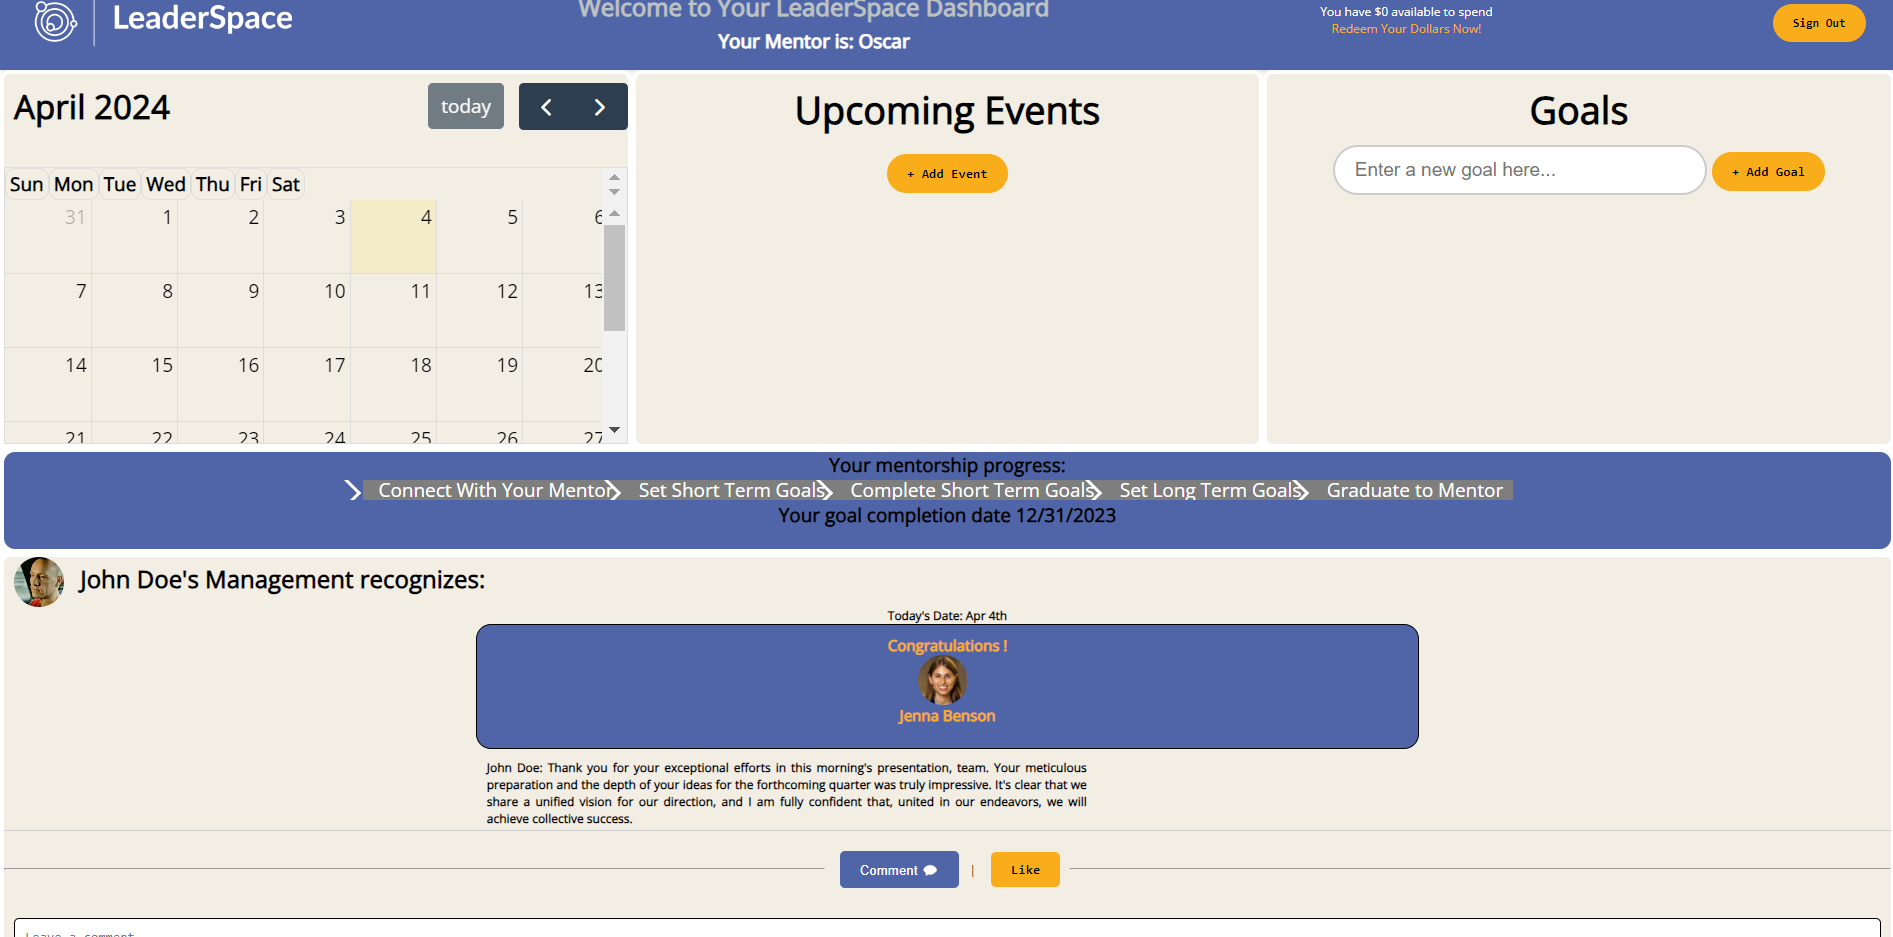 LeaderSpace
Welcome to Your LeaderSpace Dashboard
Your Mentor is: Oscar
You have $0 available to spend
Redeem Your Dollars Now!
Sign Out
April 2024
today
Sun Mon Tue Wed Thu Fri Sat
31 1 2 3 4 5 6
7 8 9 10 11 12 13
14 15 16 17 18 19 20
21 22 23 24 25 26 27
Upcoming Events
+ Add Event
Goals
Enter a new goal here...
+ Add Goal
Your mentorship progress:
Connect With Your Mentor Set Short Term Goals Complete Short Term Goals Set Long Term Goals Graduate to Mentor
Your goal completion date 12/31/2023
John Doe's Management recognizes:
Today's Date: Apr 4th
Congratulations !
Jenna Benson
John Doe: Thank you for your exceptional efforts in this morning's presentation, team. Your meticulous
preparation and the depth of your ideas for the forthcoming quarter was truly impressive. It's clear that we
share a unified vision for our direction, and I am fully confident that, united in our endeavors, we will
achieve collective success.
Comment | Like
Leave a comment